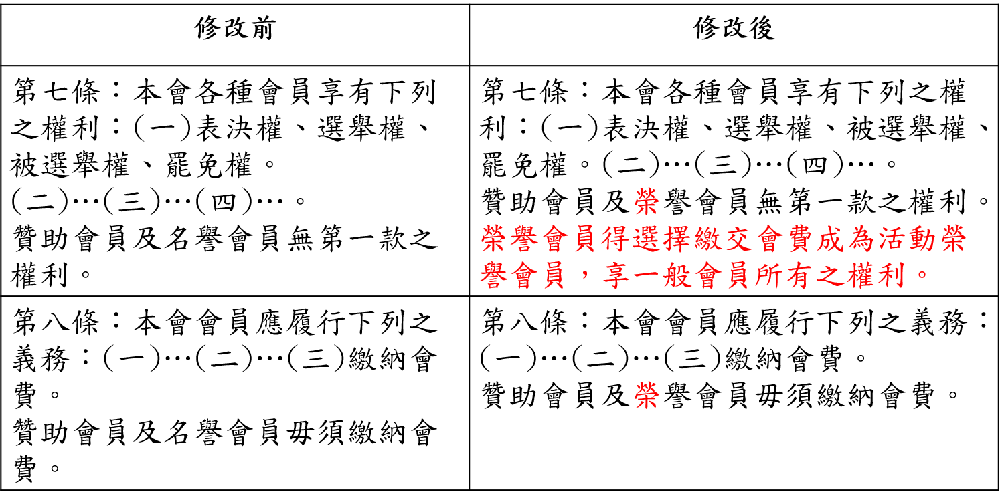 修改前
修改後
第七條：本會各種會員享有下列
之權利：(一)表決權、選舉權、
被選舉權、罷免權。
(二)…(三)…(四)…。
贊助會員及名譽會員無第一款之
權利。
第七條：本會各種會員享有下列之權
利：(一)表決權、選舉權、被選舉權、
罷免權。(二)…(三)…(四)…。
贊助會員及榮譽會員無第一款之權利。
榮譽會員得選擇繳交會費成為活動榮
譽會員，享一般會員所有之權利。
第八條：本會會員應履行下列之
義務：(一)…(二)…(三)繳納會
費。
贊助會員及名譽會員毋須繳納會
費。
第八條：本會會員應履行下列之義務：
(一)…(二)…(三)繳納會費。
贊助會員及榮譽會員毋須繳納會費。